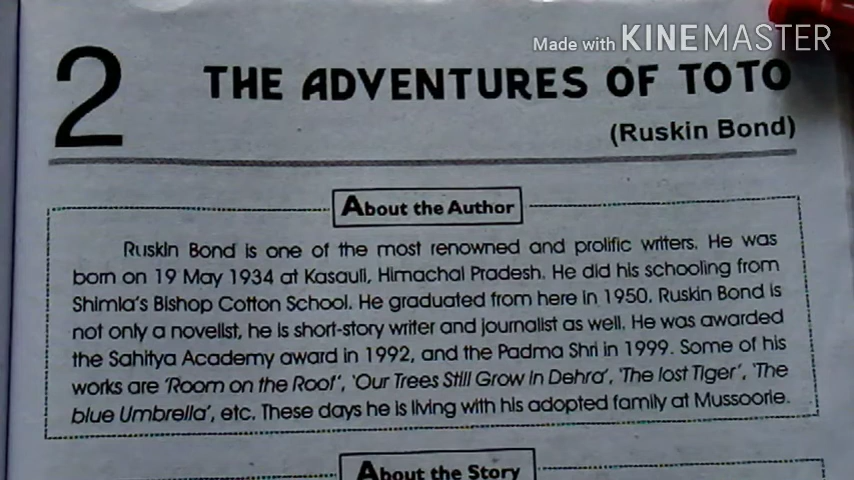 Made with KINEMASTER
2
THE ADVENTURES OF TOTO
(Ruskin Bond)
About the Author
Ruskin Bond is one of the most renowned and prolific writers. He was
born on 19 May 1934 at Kasauli, Himachal Pradesh. He did his schooling from
Shimla's Bishop Cotton School. He graduated from here in 1950. Ruskin Bond is
not only a novelist, he is short-story writer and journalist as well. He was awarded
the Sahitya Academy award in 1992, and the Padma Shri in 1999. Some of his
works are 'Room on the Roof', 'Our Trees Still Grow in Dehra', 'The lost Tiger', 'The
blue Umbrella', etc. These days he is living with his adopted family at Mussoorie.
About the Story